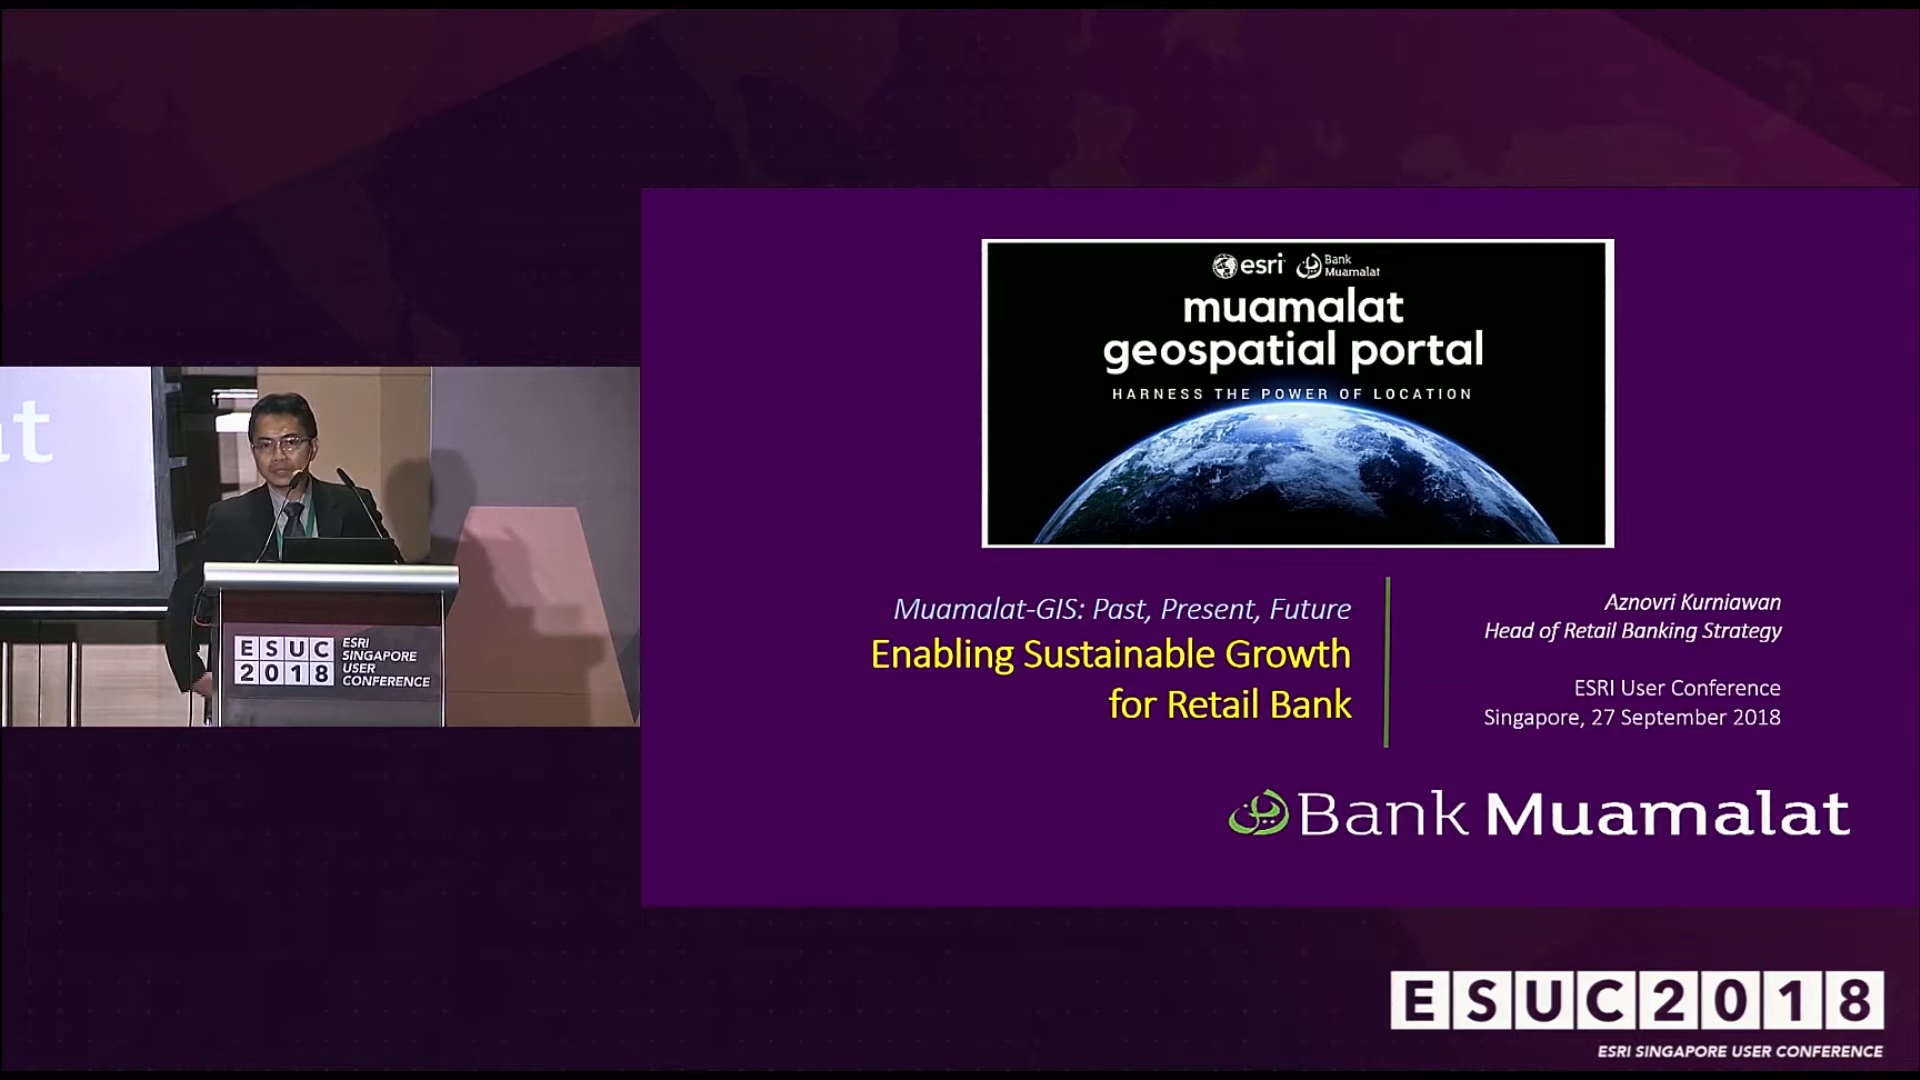 at
ESUC
2018
ESRI
SINGAPORE
USER
CONFERENCE
esri
Bank
Muamalat
muamalat
geospatial portal
HARNESS THE POWER OF LOCATION
Muamalat-GIS: Past, Present, Future
Enabling Sustainable Growth
for Retail Bank
Aznovri Kurniawan
Head of Retail Banking Strategy
ESRI User Conference
Singapore, 27 September 2018
Bank Muamalat
ESUC2018
ESRI SINGAPORE USER CONFERENCE